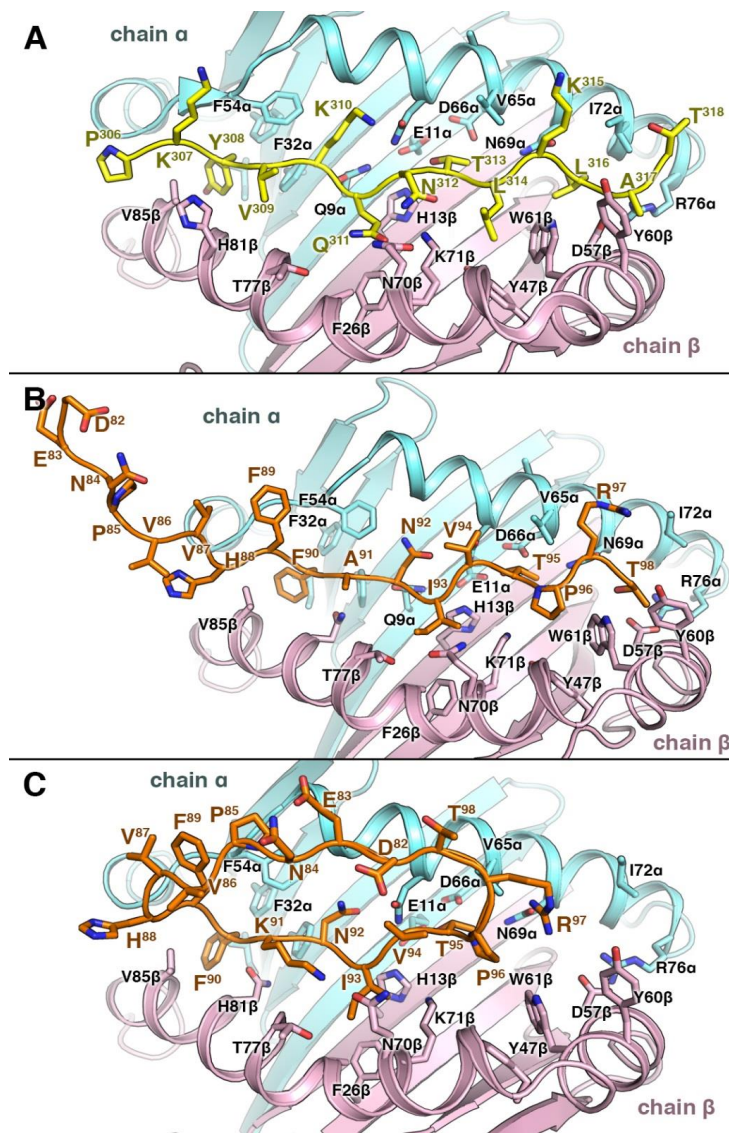 A
chain α
P306
K307
Y308
F54α
F32α
K310
V309
Q9α
Q311
E11α
D66α
V65α
K315
N69α
T313
N312
L314
I72α
T318
L316
A317
R76α
V85β
H81β
T77β
H13β
K71β
N70β
F26β
W61β
D57β
Y60β
Y47β
chain β
B
chain α
D82
E83
N84
P85
V86
V87
H88
F89
F54α
F32α
F90
A91
N92
V94
V65α
D66α
R97
I72α
N69α
T95
T98
R76α
E11α
I93
Q9α
H13β
P96
V85β
T77β
K71β
N70β
F26β
W61β
D57β
Y60β
Y47β
chain β
C
chain α
E83
F89
P85
V87
T98
D82
V65α
F54α
N84
V86
D66α
I72α
F32α
E11α
K91
N92
H88
R97
N69α
V94
T95
R76α
V85β
F90
I93
P96
H81β
H13β
W61β
D57β
Y60β
T77β
N70β
K71β
Y47β
F26β
chain β